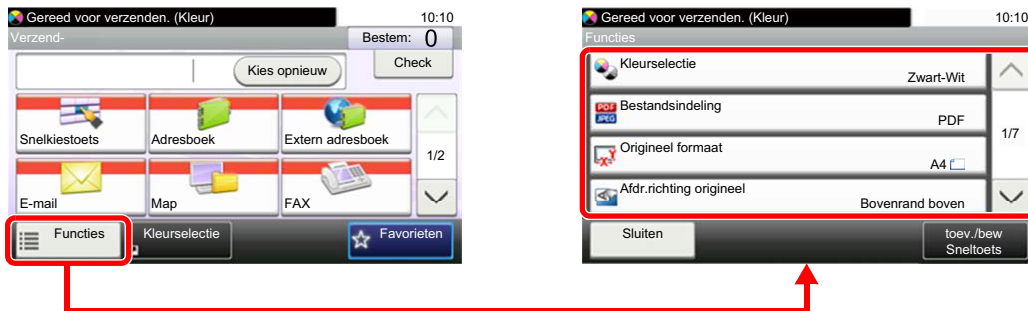 Gereed voor verzenden. (Kleur) 10:10
Verzend- Bestem: 0
Kies opnieuw Check
Snelkiestoets Adresboek Extern adresboek
1/2
E-mail Map FAX
Functies Kleurselectie Favorieten
Gereed voor verzenden. (Kleur) 10:10
Functies
Kleurselectie
Zwart-Wit
PDF JPEG Bestandsindeling
PDF
1/7
Origineel formaat
A4
Afdr.richting origineel
Bovenrand boven
Sluiten toev./bew
Sneltoets